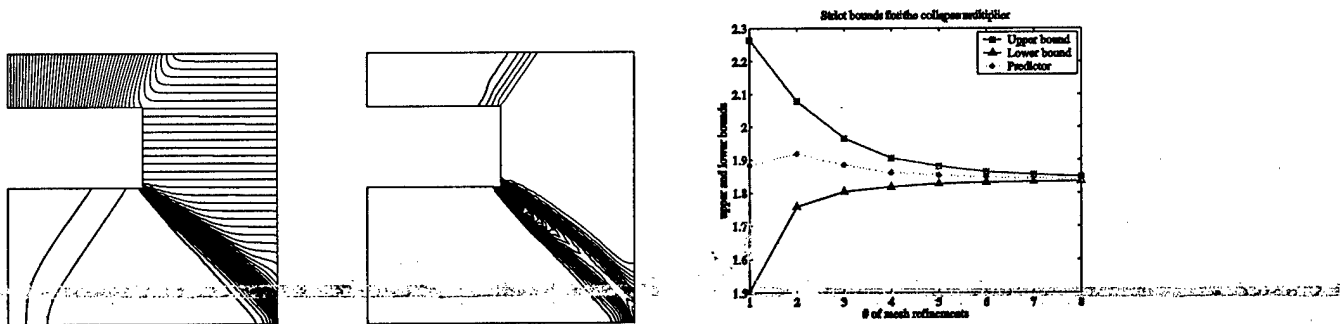 Strict bounds for the collapse multiplier
2.3
2.2
2.1
2
1.9
1.8
1.7
1.6
1.5
upper and lower bounds
Upper bound
Lower bound
Predictor
1 2 3 4 5 6 7 8
# of mesh refinements